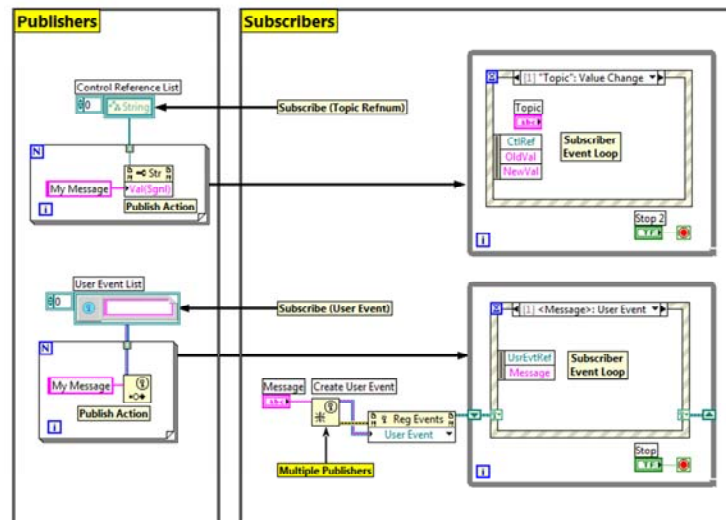 Publishers
Control Reference List
0
String
N
Str
My Message
Val(Sgnl)
Publish Action
i
User Event List
0
N
My Message
Publish Action
i
Subscribers
Subscribe (Topic Refnum)
[1] "Topic": Value Change
Topic
abc
CtlRef
OldVal
NewVal
Subscriber
Event Loop
Stop 2
TF
i
Subscribe (User Event)
[1] <Message>: User Event
UsrEvtRef
Message
Subscriber
Event Loop
Message
abc
Create User Event
Reg Events
User Event
Multiple Publishers
Stop
TF
i